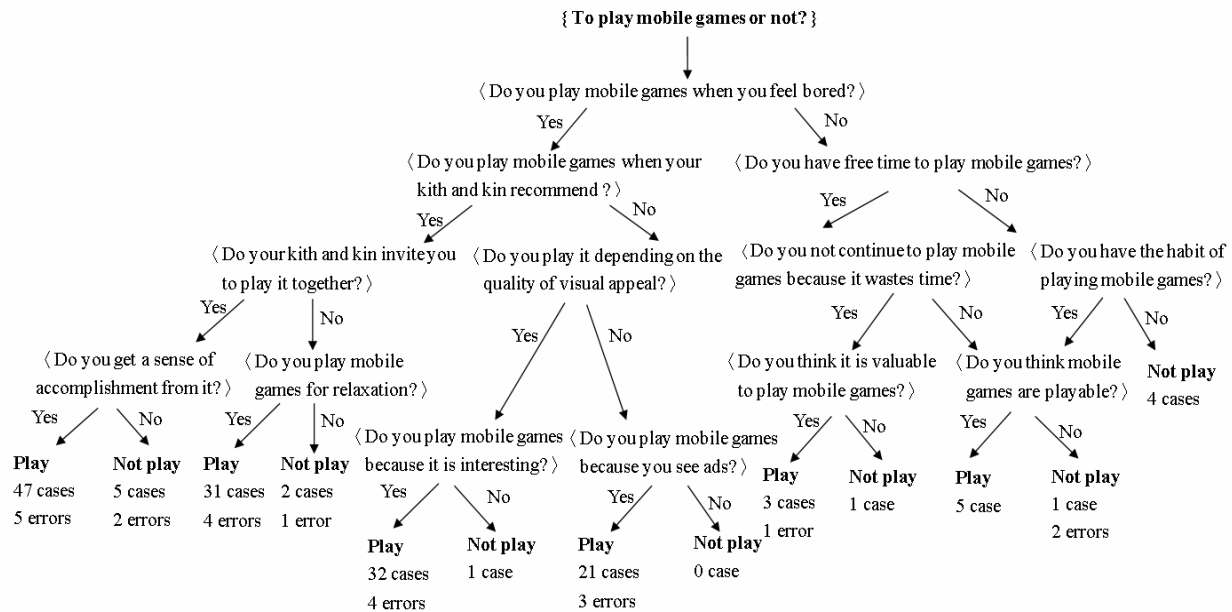 { To play mobile games or not? }
〈Do you play mobile games when you feel bored?〉
Yes
No
〈Do you play mobile games when your
kith and kin recommend ?〉
〈Do you have free time to play mobile games?〉
Yes
No
Yes
No
〈Do your kith and kin invite you
to play it together?〉
〈Do you play it depending on the
quality of visual appeal?〉
〈Do you not continue to play mobile
games because it wastes time?〉
〈Do you have the habit of
playing mobile games?〉
Yes
No
Yes
No
Yes
No
Yes
No
〈Do you get a sense of
accomplishment from it?〉
〈Do you play mobile
games for relaxation?〉
〈Do you think it is valuable
to play mobile games?〉
〈Do you think mobile
games are playable?〉
Not play
4 cases
Yes
No
Yes
No
Yes
No
Yes
No
Play
47 cases
5 errors
Not play
5 cases
2 errors
Play
31 cases
4 errors
Not play
2 cases
1 error
〈Do you play mobile games
because it is interesting?〉
〈Do you play mobile games
because you see ads?〉
Play
3 cases
1 error
Not play
1 case
Play
5 case
Not play
1 case
2 errors
Yes
No
Yes
No
Play
32 cases
4 errors
Not play
1 case
Play
21 cases
3 errors
Not play
0 case